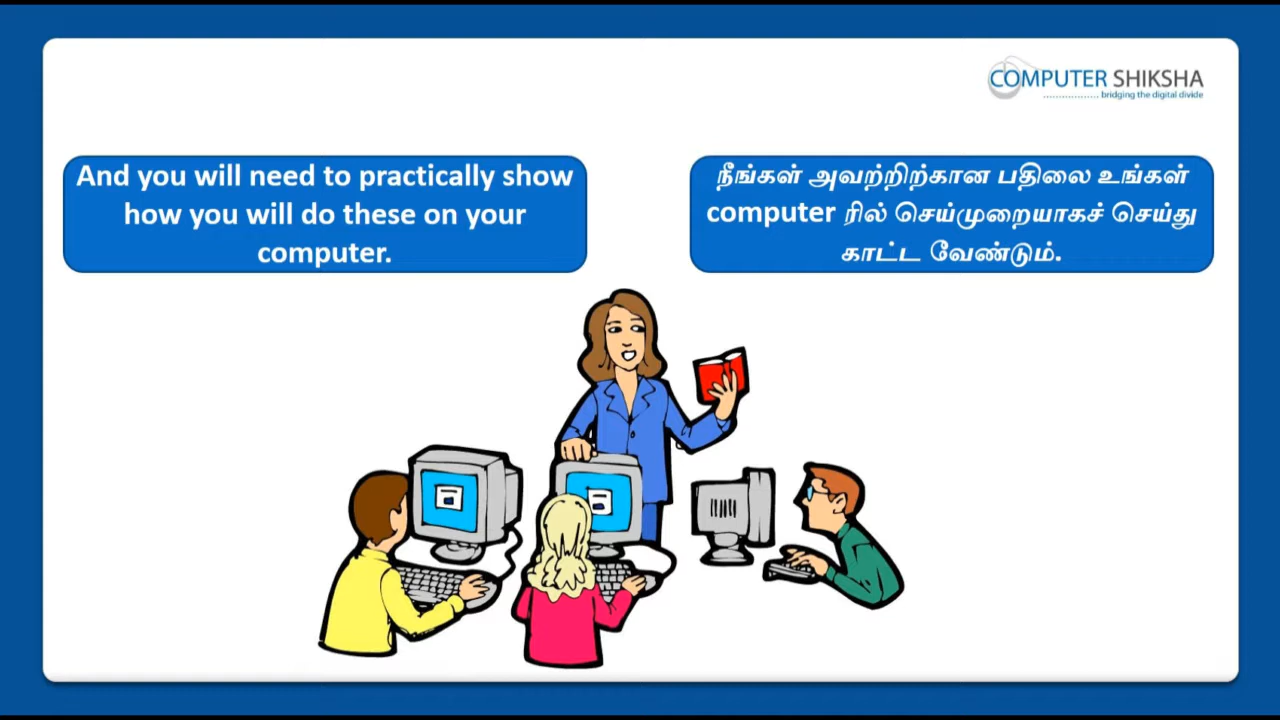 COMPUTER SHIKSHA
bridging the digital divide
And you will need to practically show
how you will do these on your
computer.
நீங்கள் அவற்றிற்கான பதிலை உங்கள்
computer ரில் செய்முறையாகச் செய்து
காட்ட வேண்டும்.